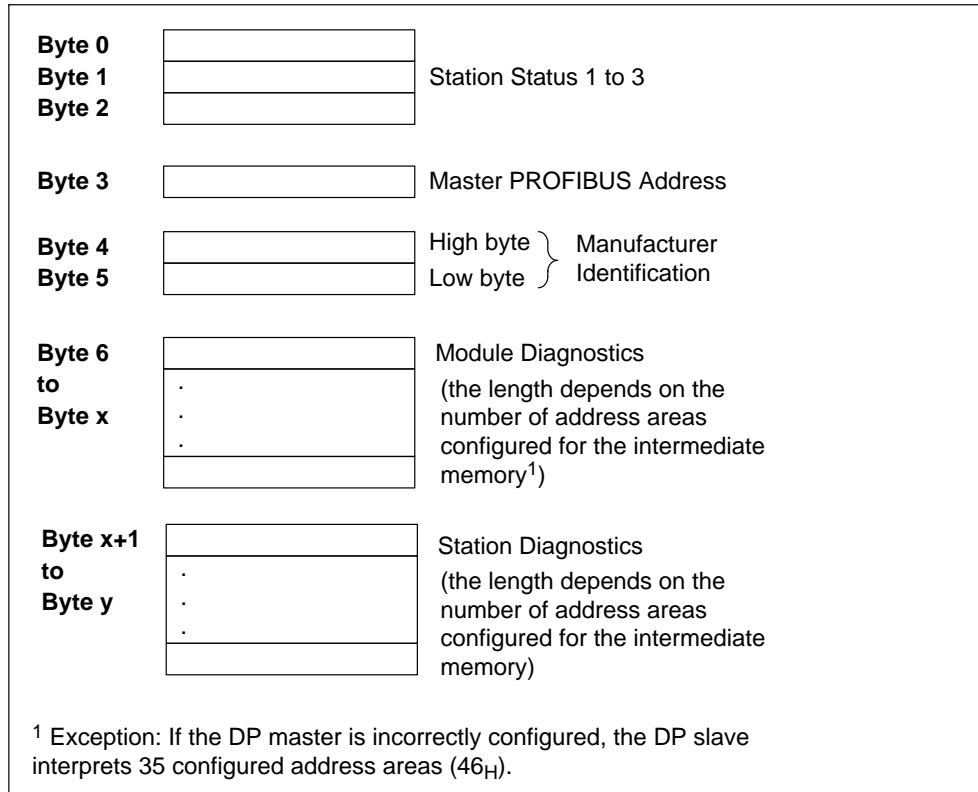 Byte 0
Byte 1 Station Status 1 to 3
Byte 2
Byte 3 Master PROFIBUS Address
Byte 4 High byte Manufacturer
Byte 5 Low byte Identification
Byte 6 Module Diagnostics
to . (the length depends on the
Byte x . number of address areas
. configured for the intermediate
memory¹)
Byte x+1 Station Diagnostics
to . (the length depends on the
Byte y . number of address areas
. configured for the intermediate
memory)
¹ Exception: If the DP master is incorrectly configured, the DP slave
interprets 35 configured address areas (46H).